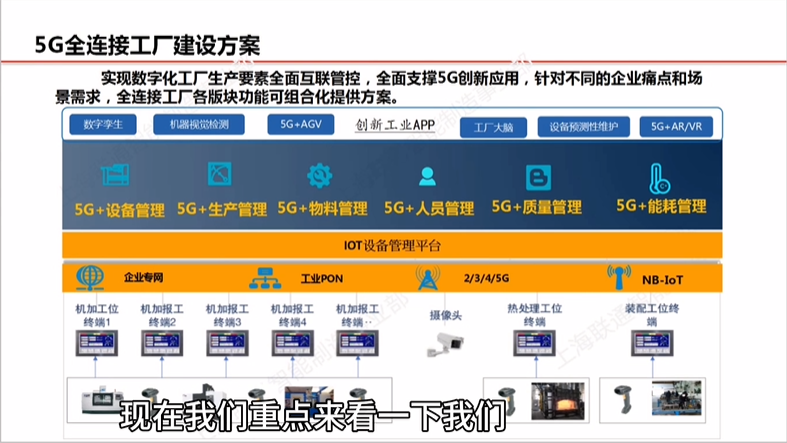 5G全连接工厂建设方案
实现数字化工厂生产要素全面互联管控，全面支撑5G创新应用，针对不同的企业痛点和场
景需求，全连接工厂各版块功能可组合化提供方案。
数字孪生 机器视觉检测 5G+AGV 创新工业APP 工厂大脑 设备预测性维护 5G+AR/VR
5G+设备管理 5G+生产管理 5G+物料管理 5G+人员管理 5G+质量管理 5G+能耗管理
IOT设备管理平台
企业专网 工业PON 2/3/4/5G NB-IoT
机加工位 机加报工 机加报工 机加报工 机加报工 摄像头 热处理工位 装配工位终
终端1 终端2 终端3 终端4 终端·· 终端 端
现在我们重点来看一下我们